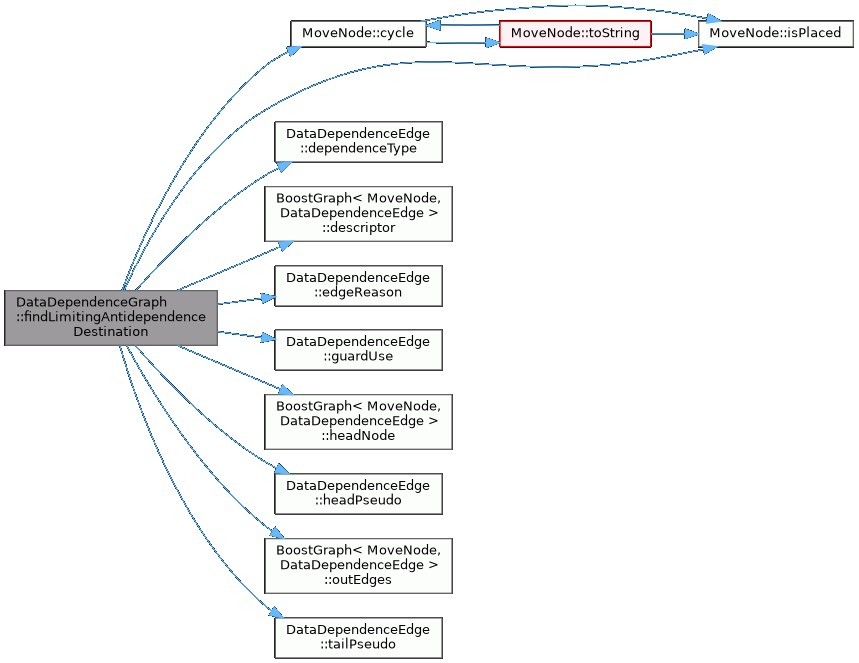 MoveNode::cycle
MoveNode::toString
MoveNode::isPlaced
DataDependenceEdge
::dependenceType
BoostGraph< MoveNode,
DataDependenceEdge >
::descriptor
DataDependenceEdge
::edgeReason
DataDependenceGraph
::findLimitingAntidependence
Destination
DataDependenceEdge
::guardUse
BoostGraph< MoveNode,
DataDependenceEdge >
::headNode
DataDependenceEdge
::headPseudo
BoostGraph< MoveNode,
DataDependenceEdge >
::outEdges
DataDependenceEdge
::tailPseudo